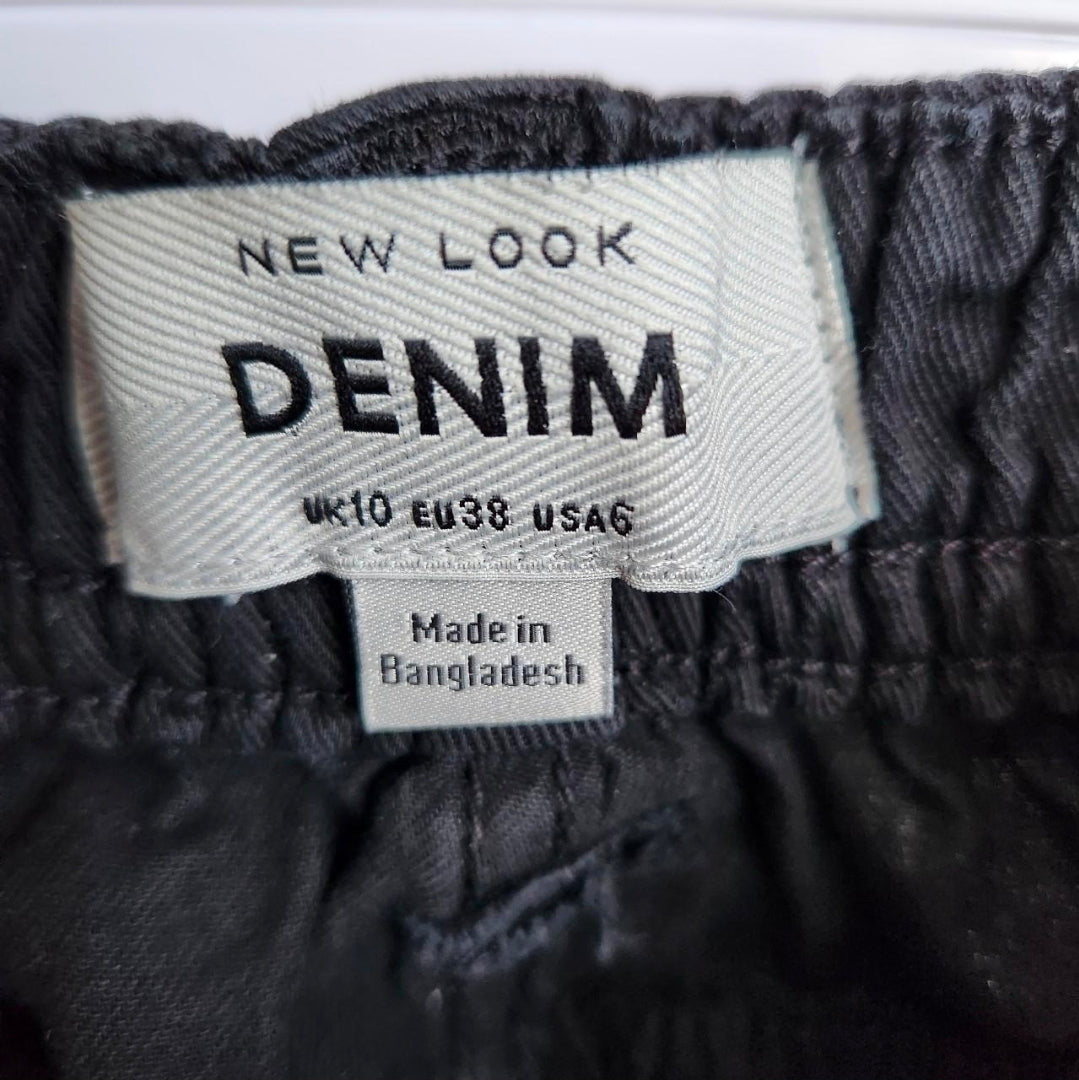 NEW LOOK
DENIM
UK10 EU38 USA6
Made in
Bangladesh